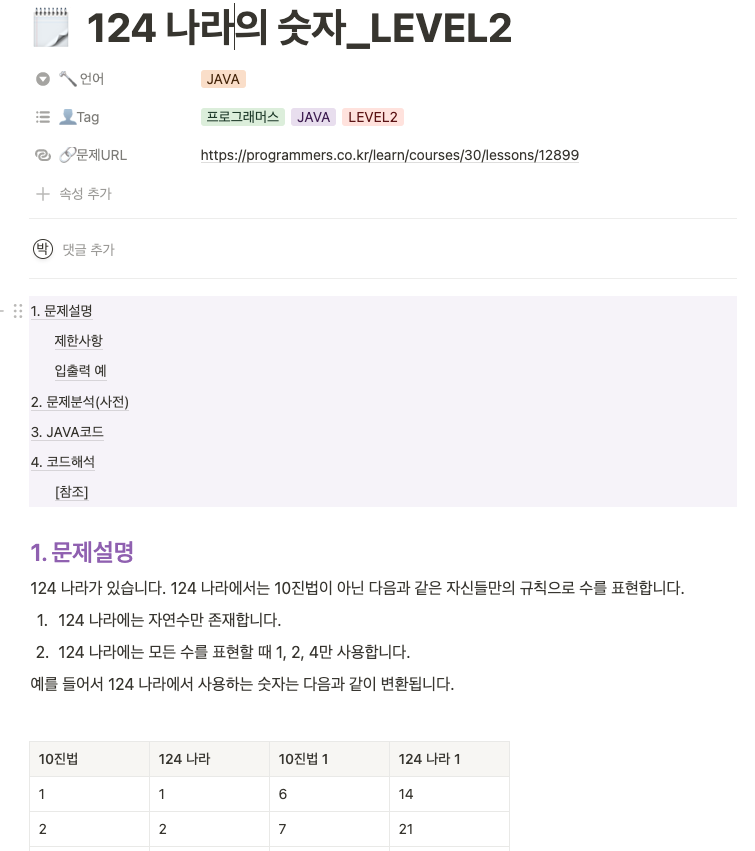 124 나라의 숫자_LEVEL2
언어 JAVA
Tag 프로그래머스 JAVA LEVEL2
문제URL https://programmers.co.kr/learn/courses/30/lessons/12899
속성 추가
박 댓글 추가
1. 문제설명
제한사항
입출력 예
2. 문제분석(사전)
3. JAVA코드
4. 코드해석
[참조]
1. 문제설명
124 나라가 있습니다. 124 나라에서는 10진법이 아닌 다음과 같은 자신들만의 규칙으로 수를 표현합니다.
1. 124 나라에는 자연수만 존재합니다.
2. 124 나라에는 모든 수를 표현할 때 1, 2, 4만 사용합니다.
예를 들어서 124 나라에서 사용하는 숫자는 다음과 같이 변환됩니다.
10진법 124 나라 10진법 1 124 나라 1
1 1 6 14
2 2 7 21